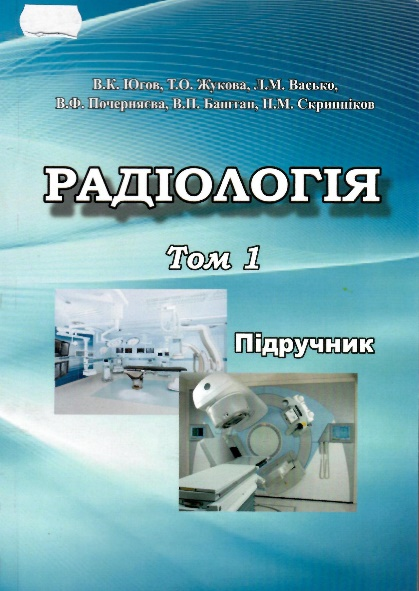 В.К. Югов, Т.О. Жукова, Л.М. Васько,
В.Ф. Почерняєва, В.П. Баштан, П.М. Скрипніков
РАДІОЛОГІЯ
Том 1
Підручник